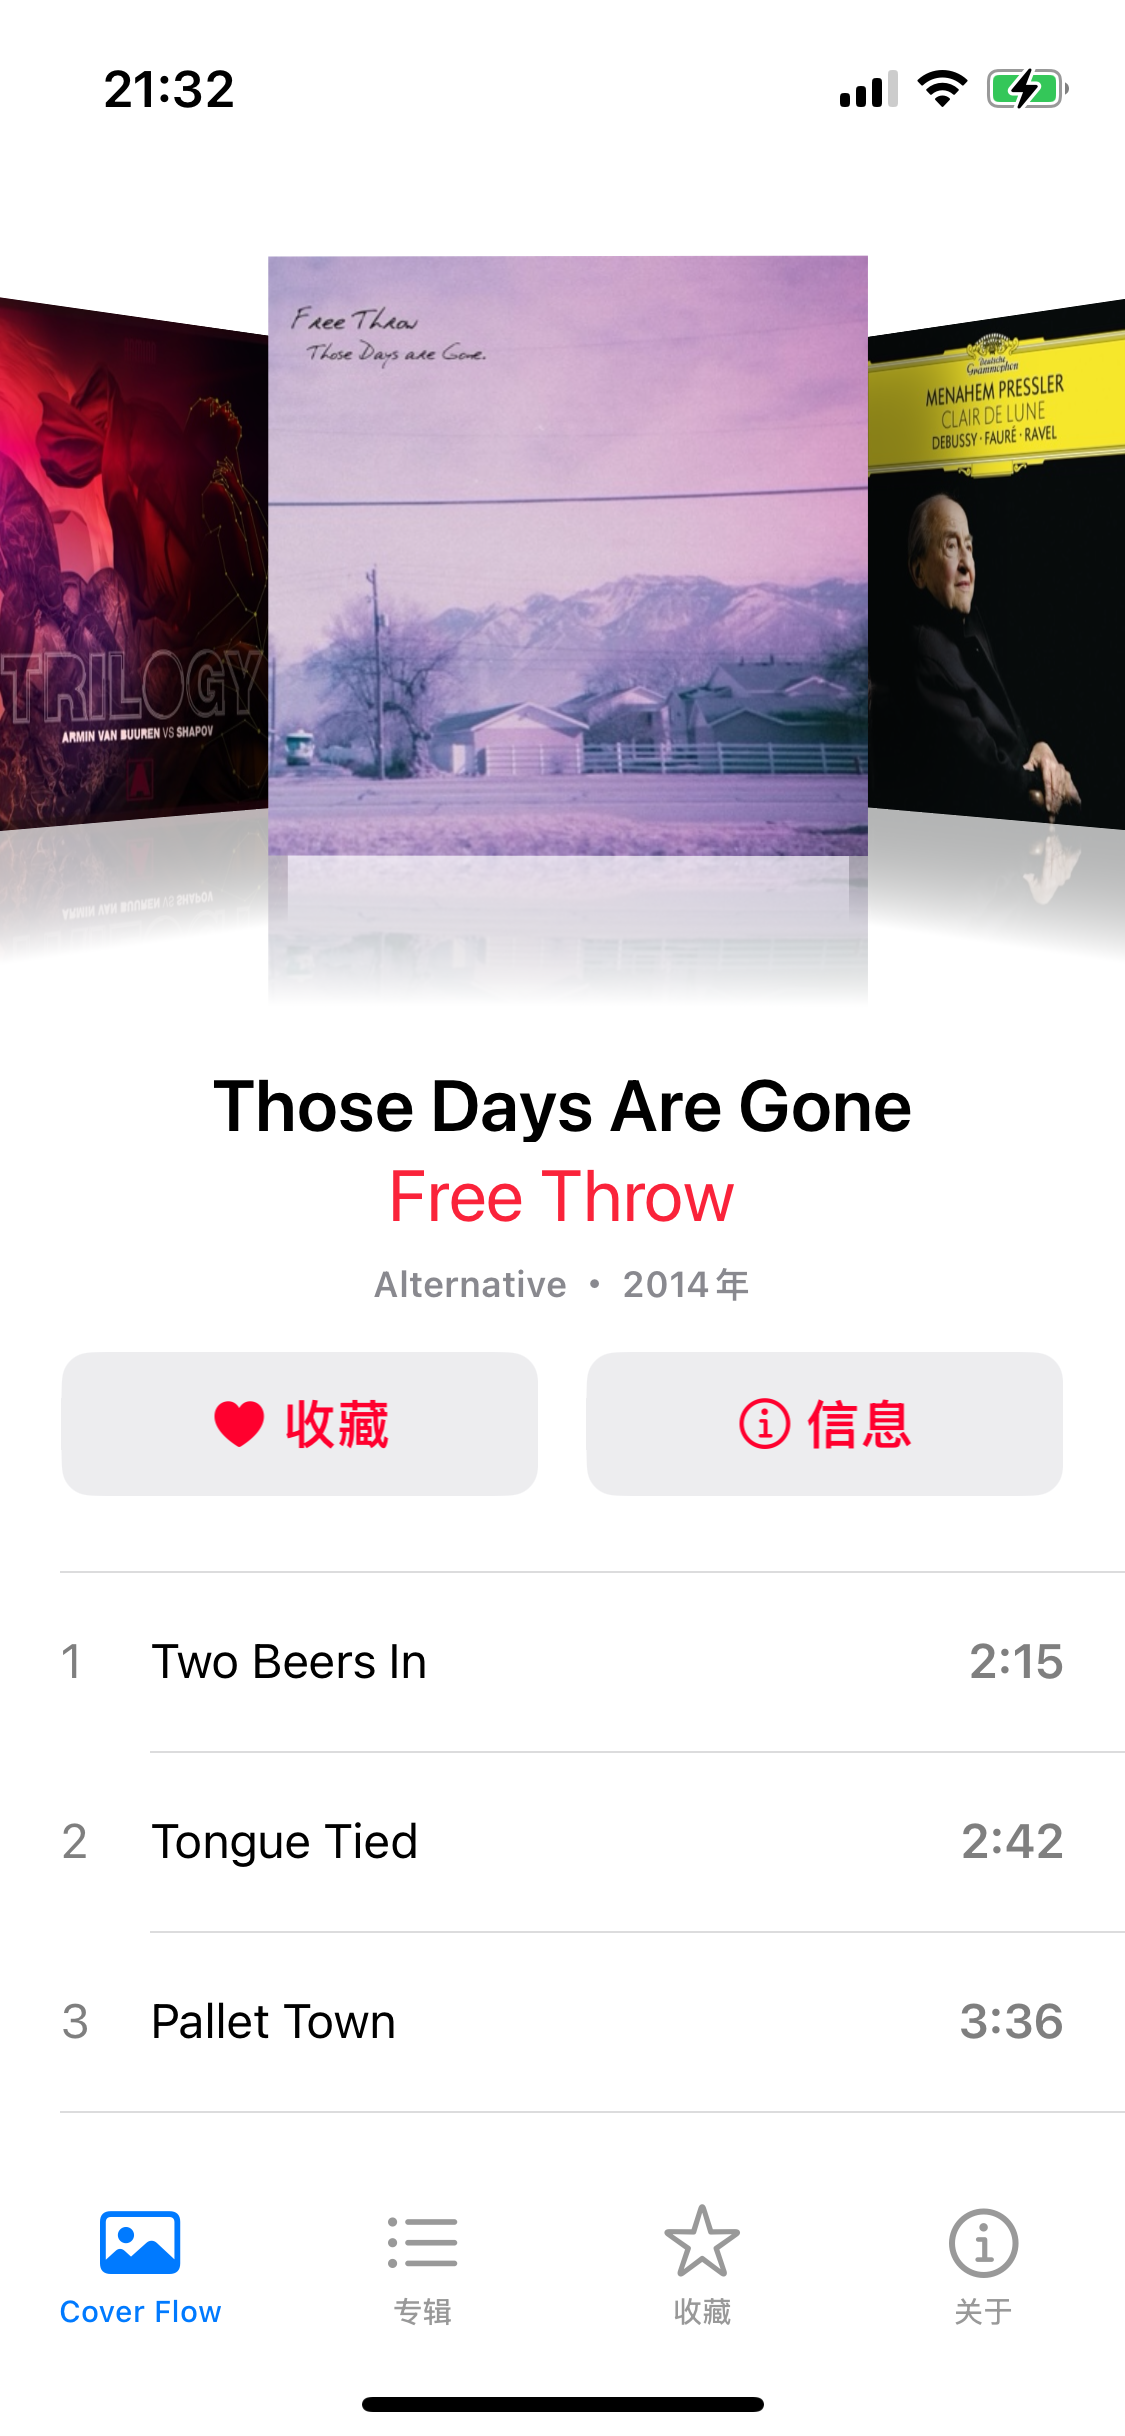 21:32
Free Throw
Those Days are Gone.
TRILOGY
ARMIN VAN BUUREN VS SHAPOV
Deutsche
Grammophon
MENAHEM PRESSLER
CLAIR DE LUNE
DEBUSSY · FAURÉ · RAVEL
Those Days Are Gone
Free Throw
Alternative • 2014年
收藏
信息
1 Two Beers In 2:15
2 Tongue Tied 2:42
3 Pallet Town 3:36
Cover Flow
专辑
收藏
关于